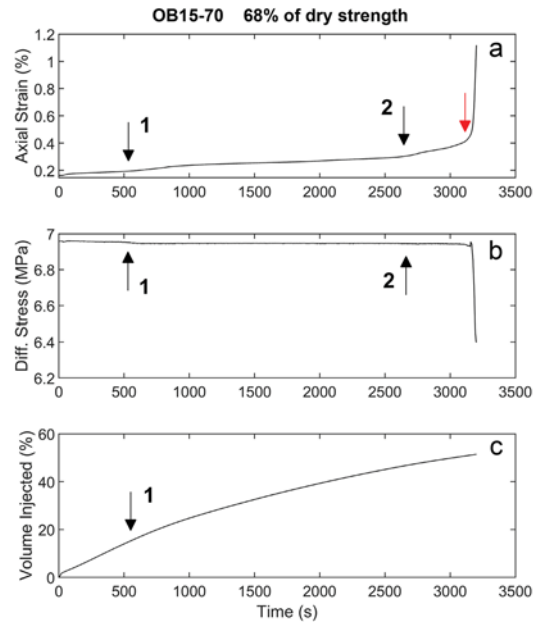 OB15-70 68% of dry strength
a
Axial Strain (%)
1.2
1
0.8
0.6
0.4
0.2
1
2
0 500 1000 1500 2000 2500 3000 3500
b
Diff. Stress (MPa)
7
6.8
6.6
6.4
6.2
1
2
0 500 1000 1500 2000 2500 3000 3500
c
Volume Injected (%)
60
40
20
0
1
0 500 1000 1500 2000 2500 3000 3500
Time (s)